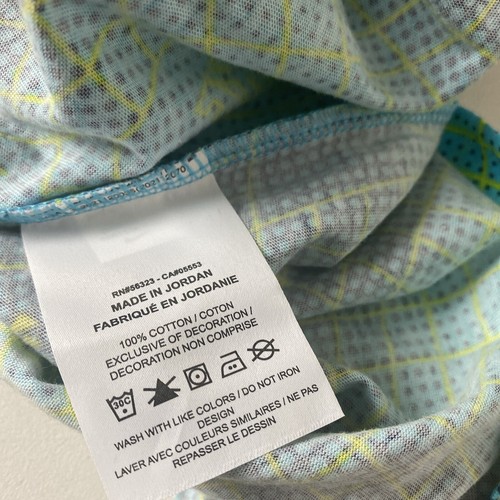 RN#56323 - CA#05553
MADE IN JORDAN
FABRIQUÉ EN JORDANIE
100% COTTON / COTON
EXCLUSIVE OF DECORATION /
DECORATION NON COMPRISE
30C
WASH WITH LIKE COLORS / DO NOT IRON
DESIGN
LAVER AVEC COULEURS SIMILAIRES / NE PAS
REPASSER LE DESSIN